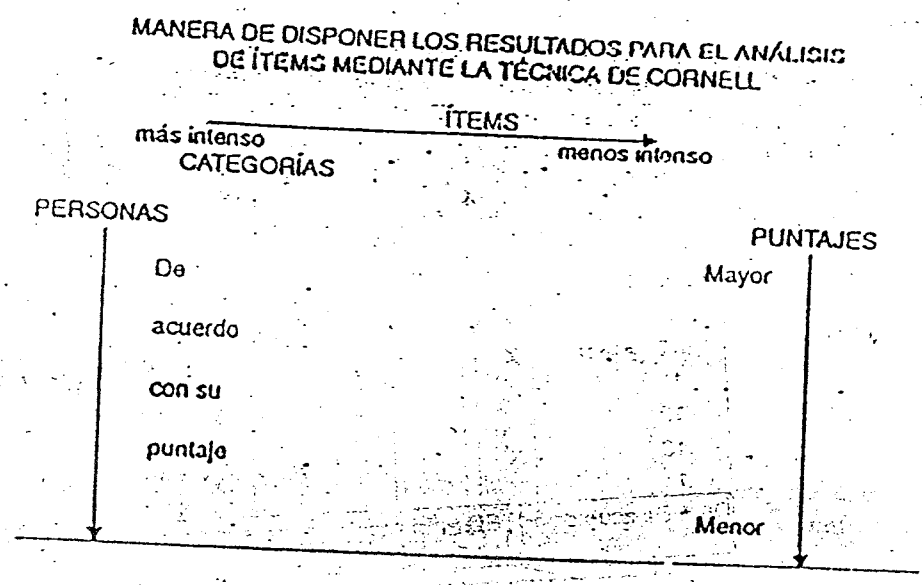 MANERA DE DISPONER LOS RESULTADOS PARA EL ANÁLISIS
DE ÍTEMS MEDIANTE LA TÉCNICA DE CORNELL
ÍTEMS
más intenso
menos intenso
CATEGORÍAS
PERSONAS
PUNTAJES
De
Mayor
acuerdo
con su
puntaje
Menor